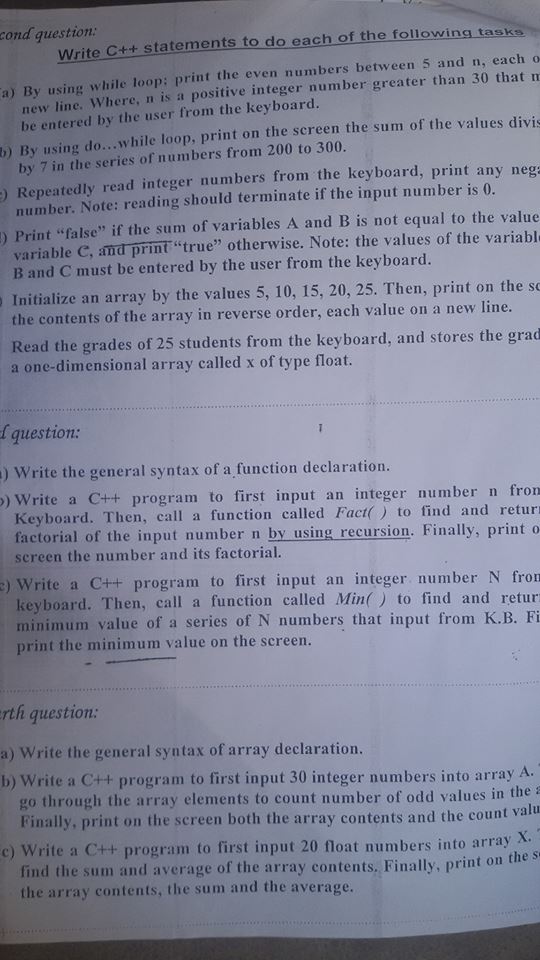 cond question:
Write C++ statements to do each of the following tasks
a) By using while loop; print the even numbers between 5 and n, each o
new line. Where, n is a positive integer number greater than 30 that m
be entered by the user from the keyboard.
b) By using do...while loop, print on the screen the sum of the values divis
by 7 in the series of numbers from 200 to 300.
) Repeatedly read integer numbers from the keyboard, print any nega
number. Note: reading should terminate if the input number is 0.
) Print “false” if the sum of variables A and B is not equal to the value
variable C, and print “true” otherwise. Note: the values of the variabl
B and C must be entered by the user from the keyboard.
Initialize an array by the values 5, 10, 15, 20, 25. Then, print on the sc
the contents of the array in reverse order, each value on a new line.
Read the grades of 25 students from the keyboard, and stores the grad
a one-dimensional array called x of type float.
d question:
) Write the general syntax of a function declaration.
) Write a C++ program to first input an integer number n from
Keyboard. Then, call a function called Fact( ) to find and retur
factorial of the input number n by using recursion. Finally, print o
screen the number and its factorial.
c) Write a C++ program to first input an integer number N from
keyboard. Then, call a function called Min( ) to find and retur
minimum value of a series of N numbers that input from K.B. Fi
print the minimum value on the screen.
rth question:
a) Write the general syntax of array declaration.
b) Write a C++ program to first input 30 integer numbers into array A.
go through the array elements to count number of odd values in the a
Finally, print on the screen both the array contents and the count valu
c) Write a C++ program to first input 20 float numbers into array X.
find the sum and average of the array contents. Finally, print on the s
the array contents, the sum and the average.